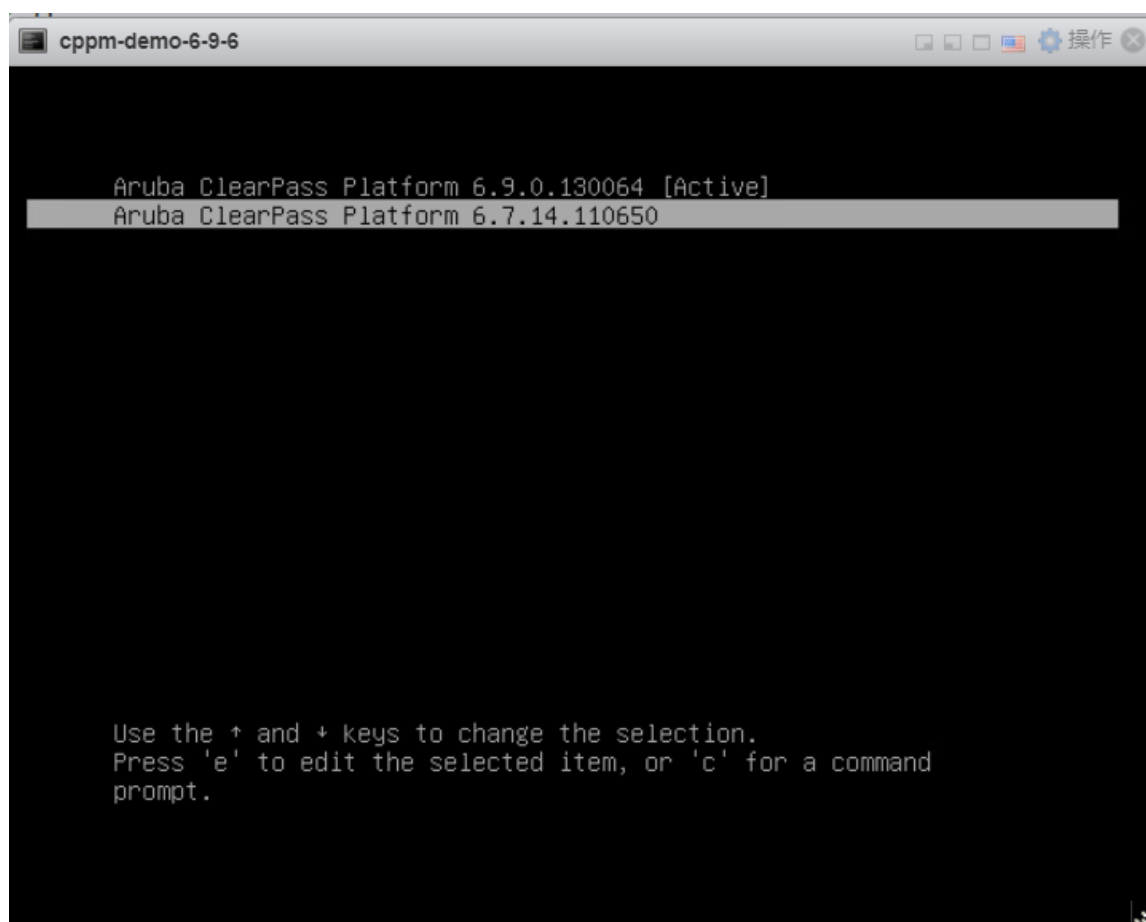 cppm-demo-6-9-6
操作
Aruba ClearPass Platform 6.9.0.130064 [Active]
Aruba ClearPass Platform 6.7.14.110650
Use the ↑ and ↓ keys to change the selection.
Press 'e' to edit the selected item, or 'c' for a command
prompt.